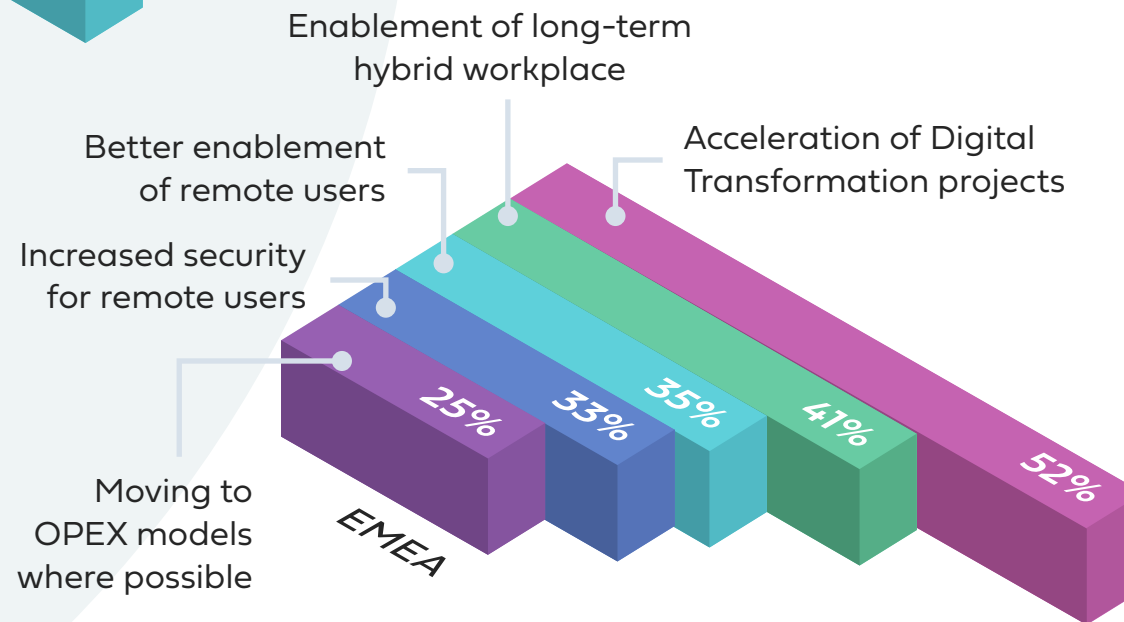 Enablement of long-term
hybrid workplace
Acceleration of Digital
Transformation projects
Better enablement
of remote users
Increased security
for remote users
25%
33%
35%
41%
52%
Moving to
OPEX models
where possible
EMEA